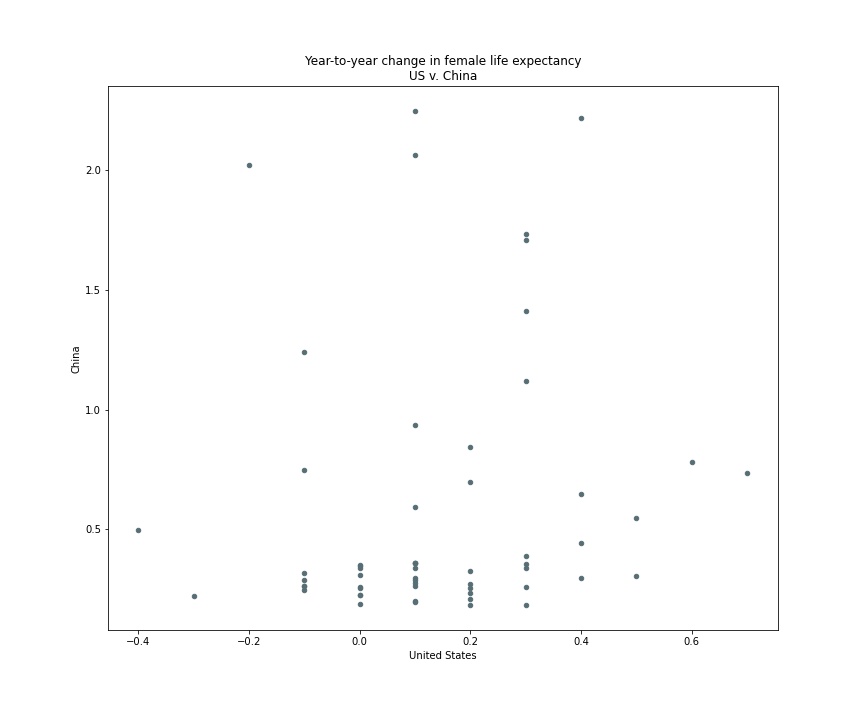 Year-to-year change in female life expectancy
US v. China
2.0
1.5
1.0
0.5
China
−0.4 −0.2 0.0 0.2 0.4 0.6
United States